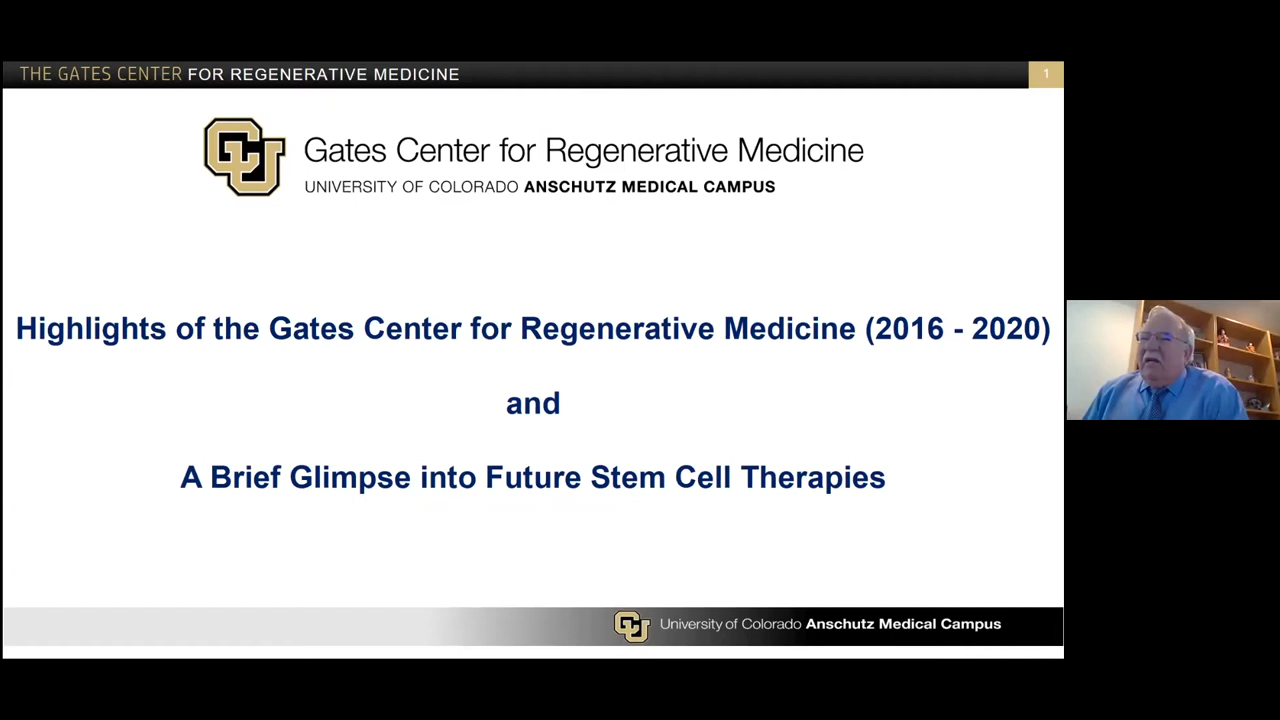 THE GATES CENTER FOR REGENERATIVE MEDICINE
1
Gates Center for Regenerative Medicine
UNIVERSITY OF COLORADO ANSCHUTZ MEDICAL CAMPUS
Highlights of the Gates Center for Regenerative Medicine (2016 - 2020)
and
A Brief Glimpse into Future Stem Cell Therapies
University of Colorado Anschutz Medical Campus